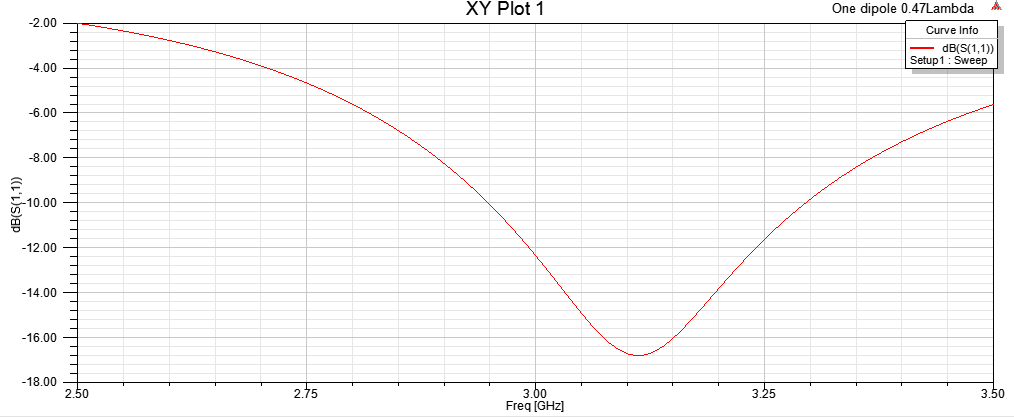 XY Plot 1
One dipole 0.47Lambda
Curve Info
dB(S(1,1))
Setup1 : Sweep
-2.00
-4.00
-6.00
-8.00
-10.00
-12.00
-14.00
-16.00
-18.00
dB(S(1,1))
2.50 2.75 3.00 3.25 3.50
Freq [GHz]